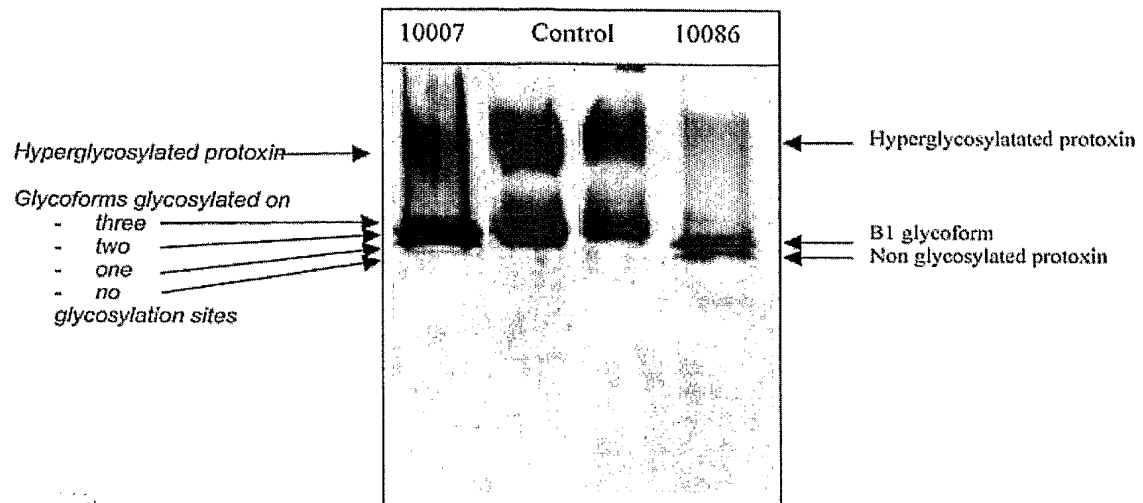 10007 Control 10086
Hyperglycosylated protoxin
Glycoforms glycosylated on
- three
- two
- one
- no
glycosylation sites
Hyperglycosylatated protoxin
B1 glycoform
Non glycosylated protoxin